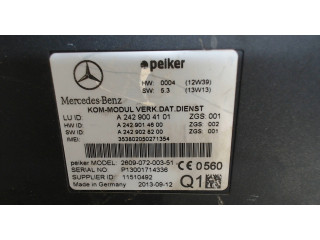 peiker
HW: 0004 (12W39)
SW: 5.3 (13W13)
Mercedes-Benz
KOM-MODUL VERK.DAT.DIENST
LU ID A 242 900 41 01 ZGS: 001
HW ID A 242 901 46 00 ZGS: 002
SW ID A 242 902 82 00 ZGS: 001
IMEI: 353802050271354
peiker MODEL: 2609-072-003-51
SERIAL NO P13001714336
SUPPLIER ID: 11510492
Made in Germany 2013-09-12
CE 0560
Q1